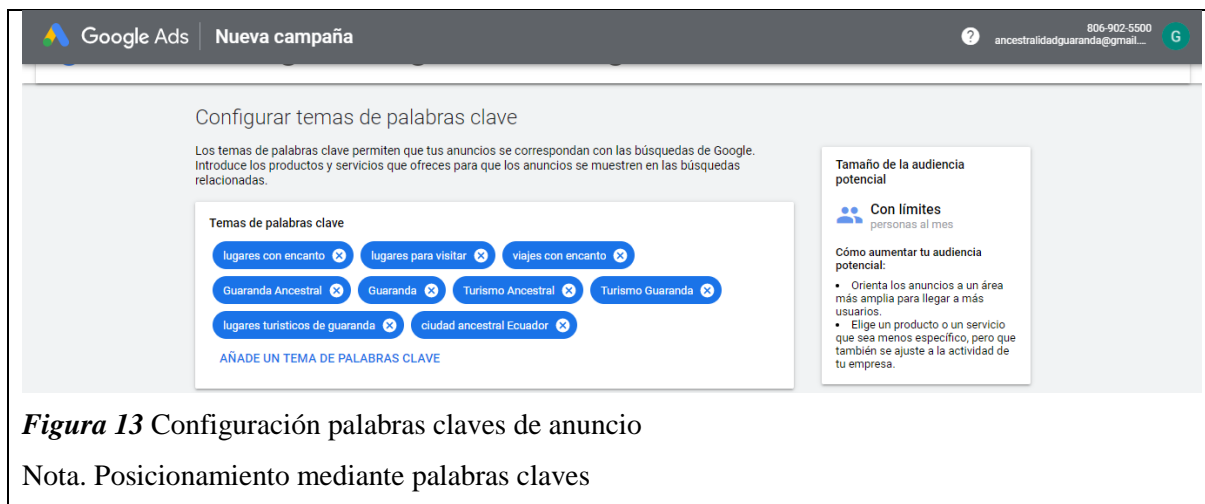 Google Ads Nueva campaña
806-902-5500
ancestralidadguaranda@gmail....
G
Configurar temas de palabras clave
Los temas de palabras clave permiten que tus anuncios se correspondan con las búsquedas de Google.
Introduce los productos y servicios que ofreces para que los anuncios se muestren en las búsquedas
relacionadas.
Temas de palabras clave
lugares con encanto lugares para visitar viajes con encanto
Guaranda Ancestral Guaranda Turismo Ancestral Turismo Guaranda
lugares turisticos de guaranda ciudad ancestral Ecuador
AÑADE UN TEMA DE PALABRAS CLAVE
Tamaño de la audiencia
potencial
Con límites
personas al mes
Cómo aumentar tu audiencia
potencial:
• Orienta los anuncios a un área
más amplia para llegar a más
usuarios.
• Elige un producto o un servicio
que sea menos específico, pero que
también se ajuste a la actividad de
tu empresa.
Figura 13 Configuración palabras claves de anuncio
Nota. Posicionamiento mediante palabras claves